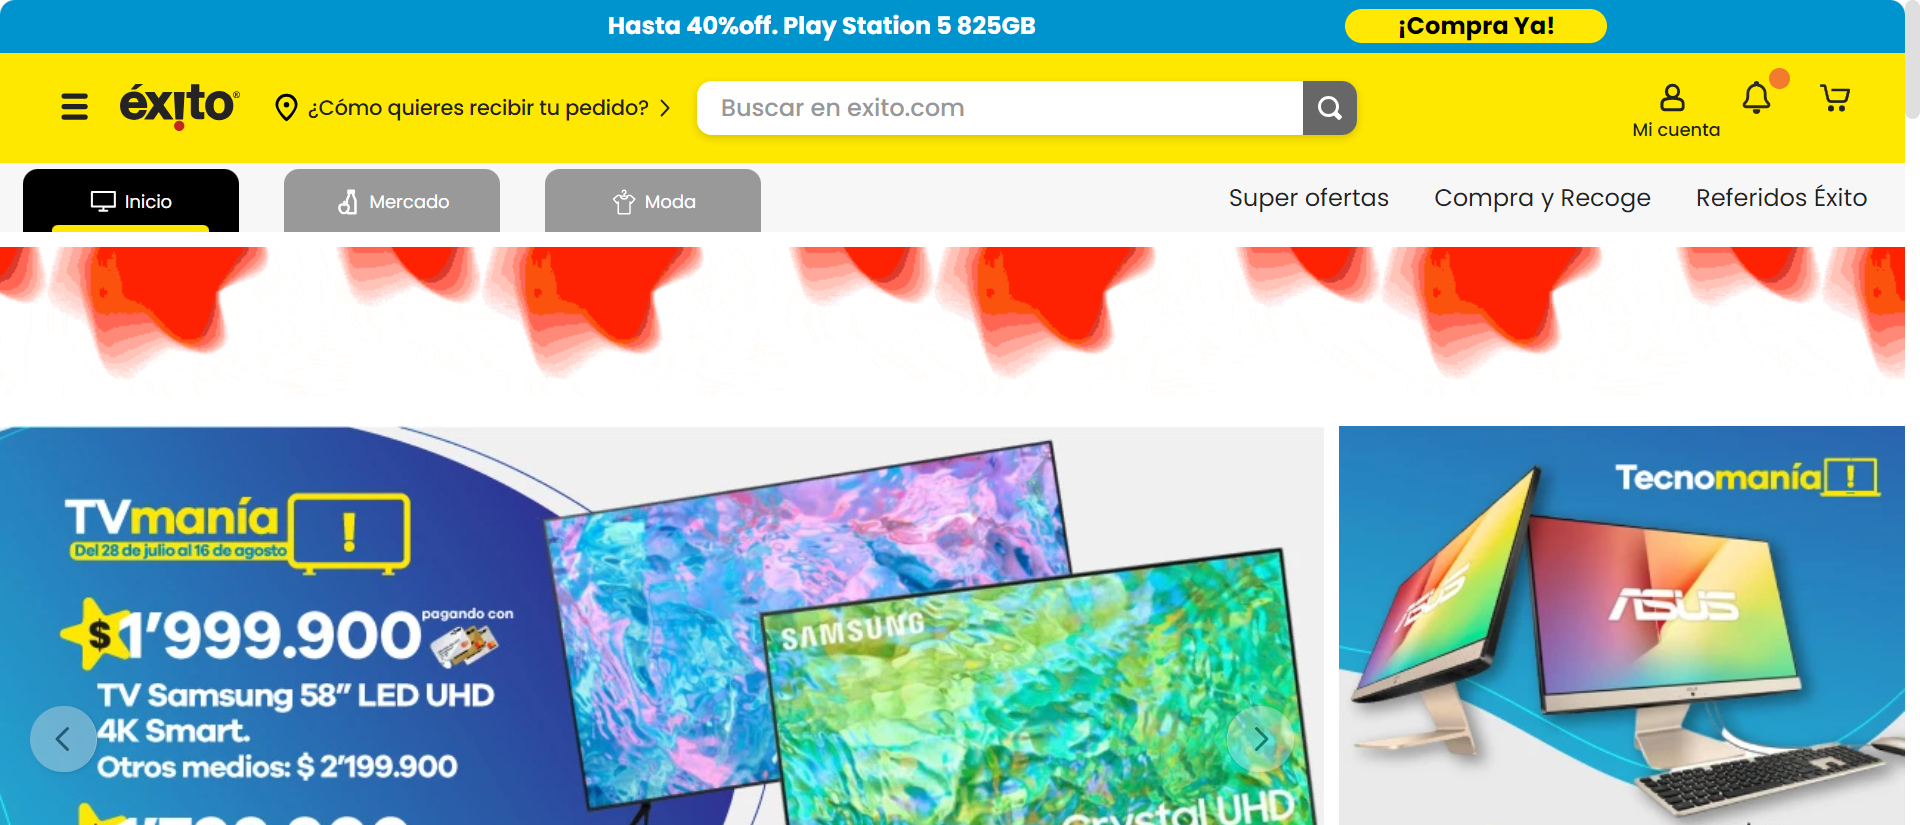 Hasta 40%off. Play Station 5 825GB
¡Compra Ya!
éxito®
¿Cómo quieres recibir tu pedido?
Buscar en exito.com
Mi cuenta
Inicio
Mercado
Moda
Super ofertas
Compra y Recoge
Referidos Éxito
TVmanía !
Del 28 de julio al 16 de agosto
$1'999.900
pagando con
TV Samsung 58” LED UHD
4K Smart.
Otros medios: $ 2’199.900
SAMSUNG
Crystal UHD
Tecnomanía !
ASUS
ASUS